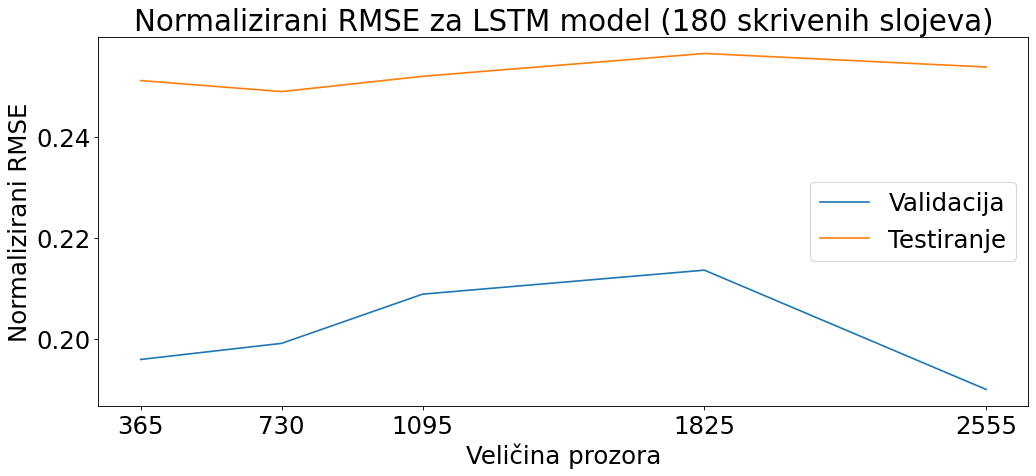 Normalizirani RMSE za LSTM model (180 skrivenih slojeva)
Normalizirani RMSE
0.24
0.22
0.20
Validacija
Testiranje
365 730 1095 1825 2555
Veličina prozora